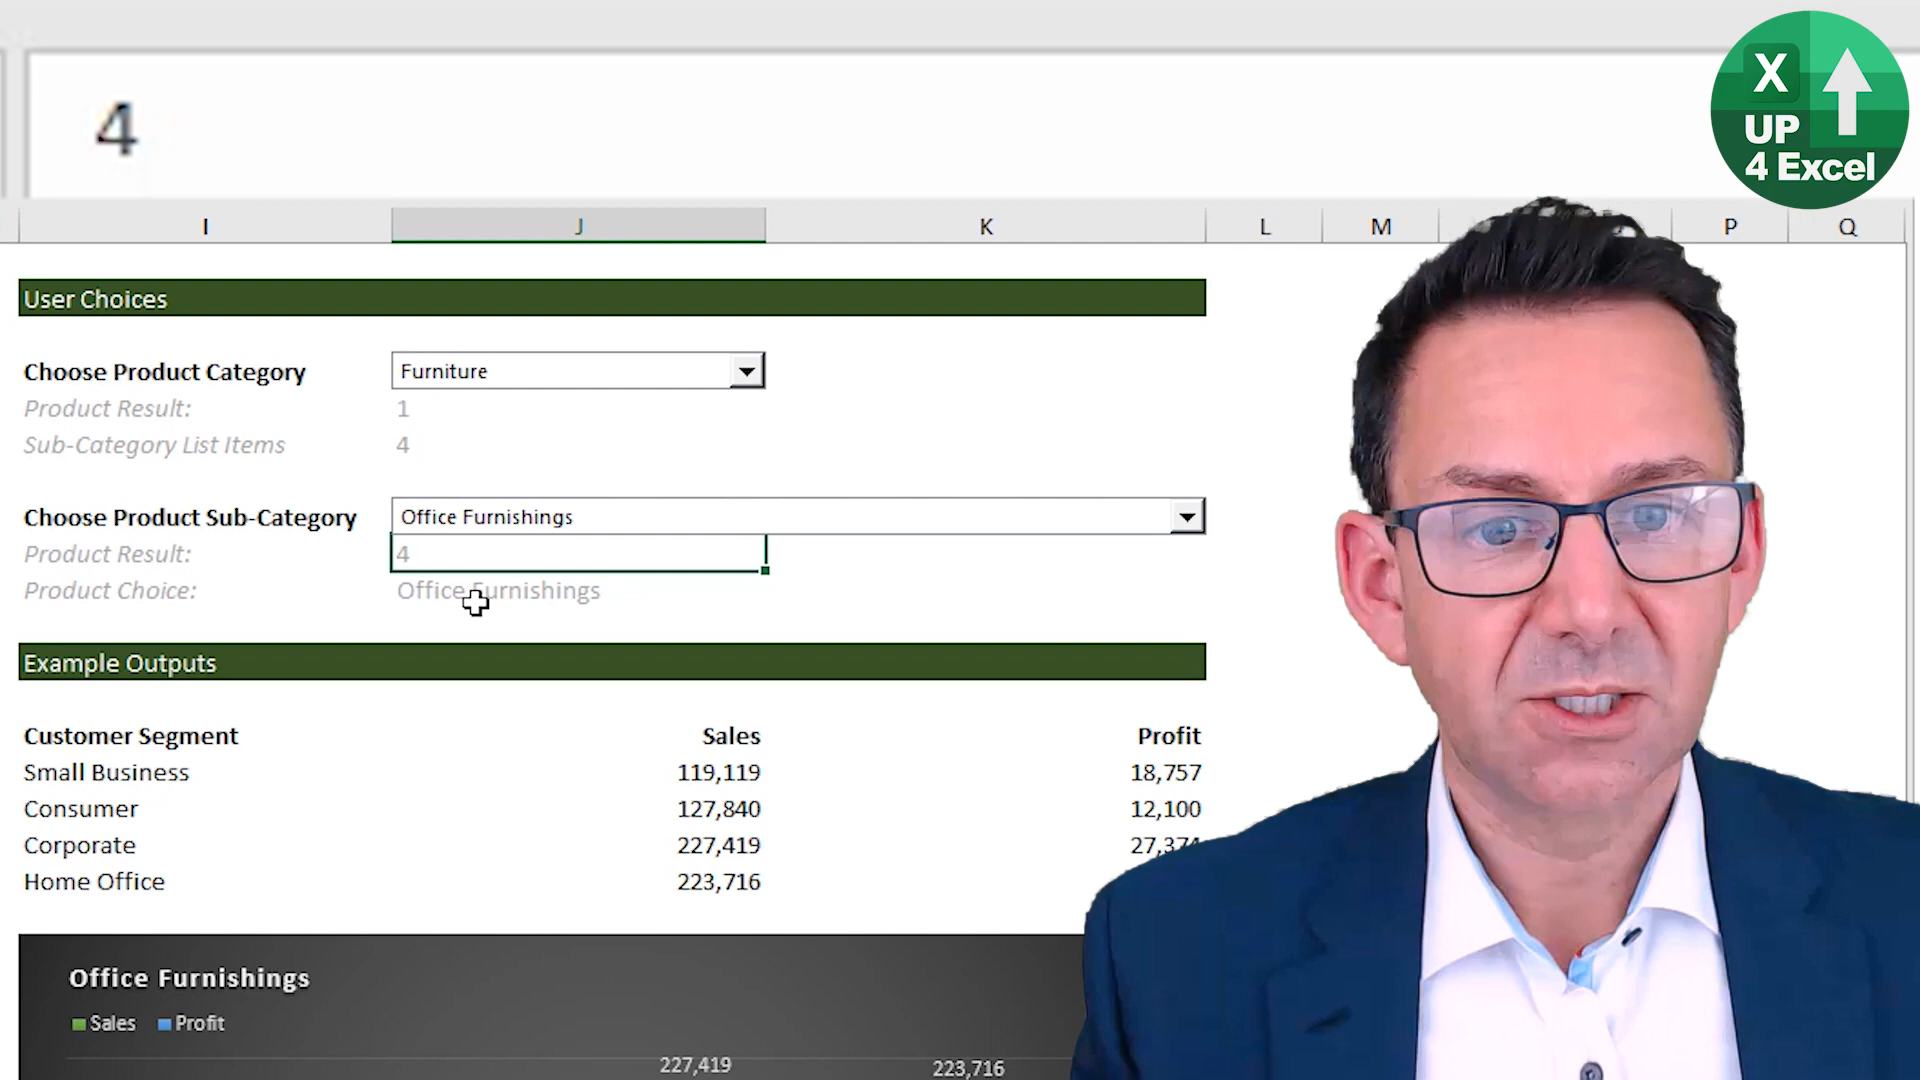 X
UP
4 Excel
4
I J K L M P Q
User Choices
Choose Product Category Furniture
Product Result: 1
Sub-Category List Items 4
Choose Product Sub-Category Office Furnishings
Product Result: 4
Product Choice: Office Furnishings
Example Outputs
Customer Segment Sales Profit
Small Business 119,119 18,757
Consumer 127,840 12,100
Corporate 227,419 27,374
Home Office 223,716
Office Furnishings
Sales Profit
227,419 223,716